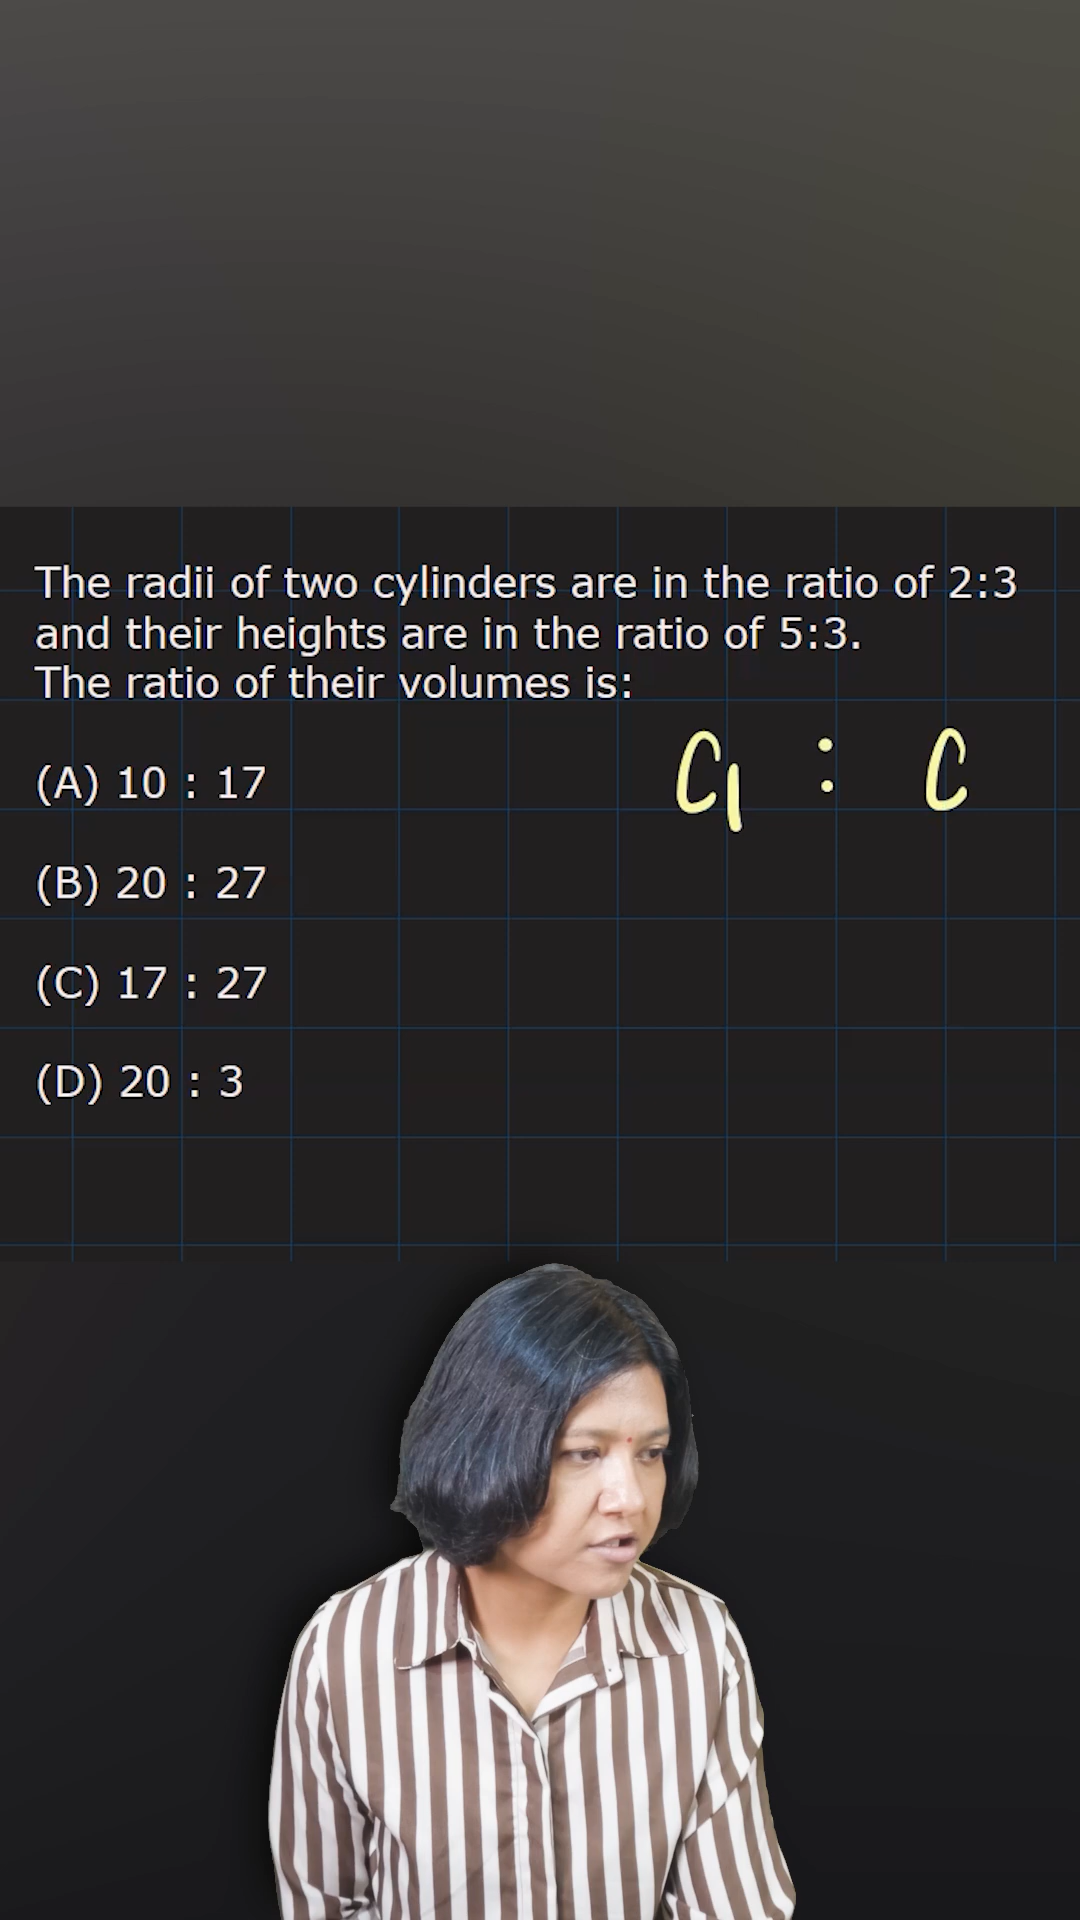 The radii of two cylinders are in the ratio of 2:3
and their heights are in the ratio of 5:3.
The ratio of their volumes is:
C1 : C
(A) 10 : 17
(B) 20 : 27
(C) 17 : 27
(D) 20 : 3